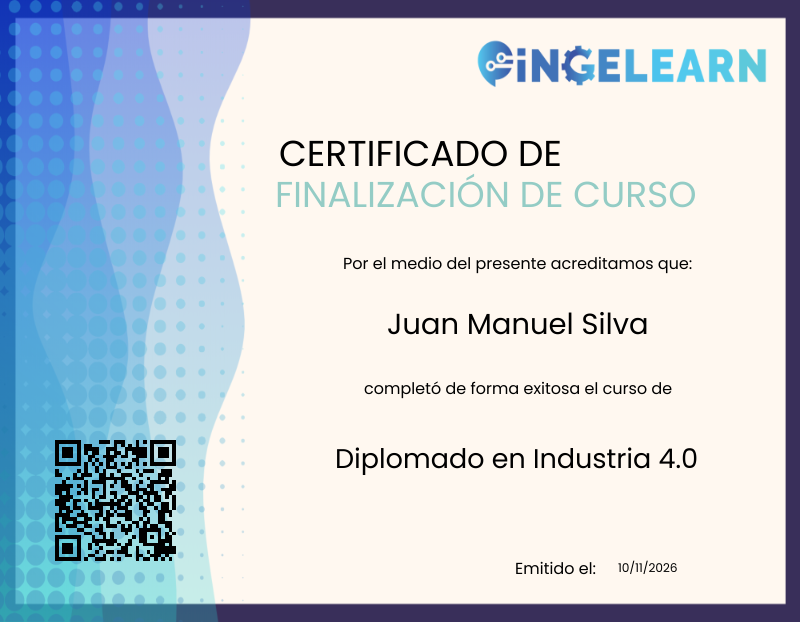 iNGELEARN
CERTIFICADO DE
FINALIZACIÓN DE CURSO
Por el medio del presente acreditamos que:
Juan Manuel Silva
completó de forma exitosa el curso de
Diplomado en Industria 4.0
Emitido el: 10/11/2026